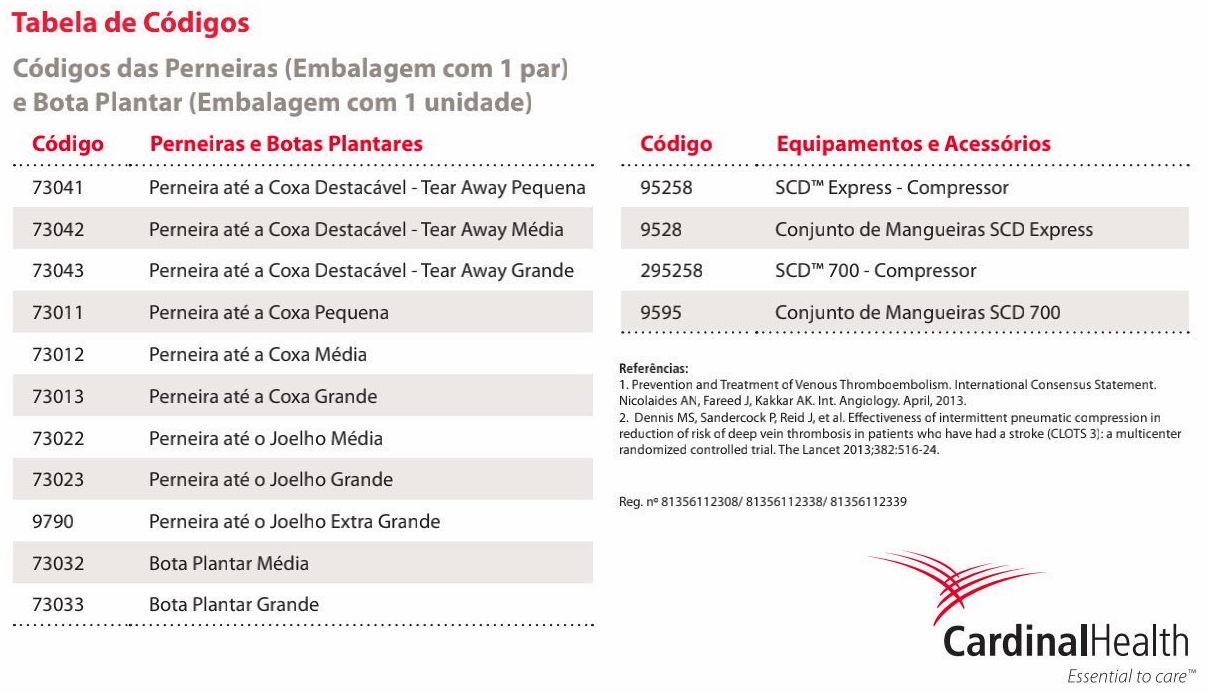 Tabela de Códigos
Códigos das Perneiras (Embalagem com 1 par)
e Bota Plantar (Embalagem com 1 unidade)
Código Perneiras e Botas Plantares
73041 Perneira até a Coxa Destacável - Tear Away Pequena
73042 Perneira até a Coxa Destacável - Tear Away Média
73043 Perneira até a Coxa Destacável - Tear Away Grande
73011 Perneira até a Coxa Pequena
73012 Perneira até a Coxa Média
73013 Perneira até a Coxa Grande
73022 Perneira até o Joelho Média
73023 Perneira até o Joelho Grande
9790 Perneira até o Joelho Extra Grande
73032 Bota Plantar Média
73033 Bota Plantar Grande
Código Equipamentos e Acessórios
95258 SCD™ Express - Compressor
9528 Conjunto de Mangueiras SCD Express
295258 SCD™ 700 - Compressor
9595 Conjunto de Mangueiras SCD 700
Referências:
1. Prevention and Treatment of Venous Thromboembolism. International Consensus Statement.
Nicolaides AN, Fareed J, Kakkar AK. Int. Angiology. April, 2013.
2. Dennis MS, Sandercock P, Reid J, et al. Effectiveness of intermittent pneumatic compression in
reduction of risk of deep vein thrombosis in patients who have had a stroke (CLOTS 3): a multicenter
randomized controlled trial. The Lancet 2013;382:516-24.
Reg. nº 81356112308/ 81356112338/ 81356112339
CardinalHealth
Essential to care™